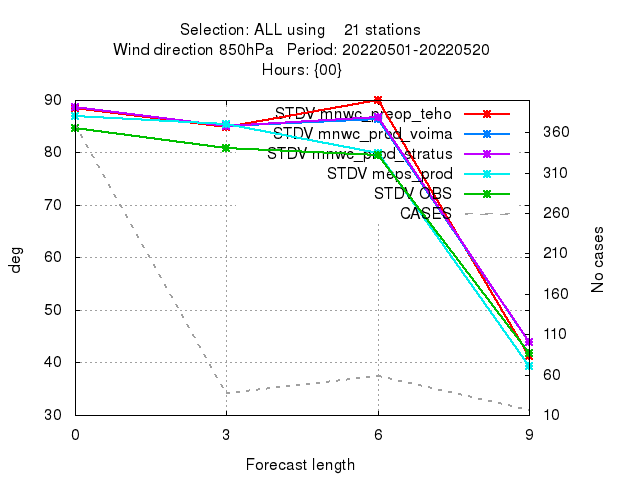 Selection: ALL using    21 stations
Wind direction 850hPa   Period: 20220501-20220520
Hours: {00}
STDV mnwc_preop_teho
STDV mnwc_prod_voima
STDV mnwc_prod_stratus
STDV meps_prod
STDV OBS
CASES
90
80
70
60
50
40
30
360
310
260
210
160
110
60
10
deg
No cases
0 3 6 9
Forecast length